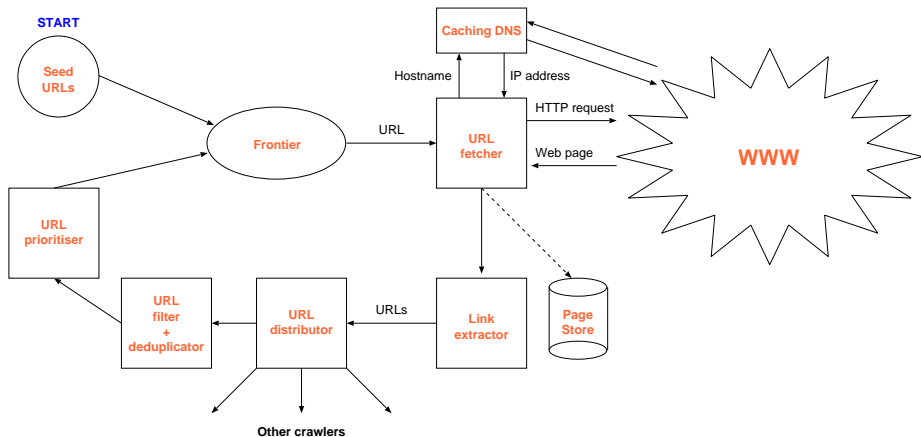 START
Caching DNS
Seed
URLs
Hostname
IP address
HTTP request
URL
Frontier
URL
fetcher
Web page
WWW
URL
prioritiser
URL
filter
+
deduplicator
URL
distributor
URLs
Link
extractor
Page
Store
Other crawlers